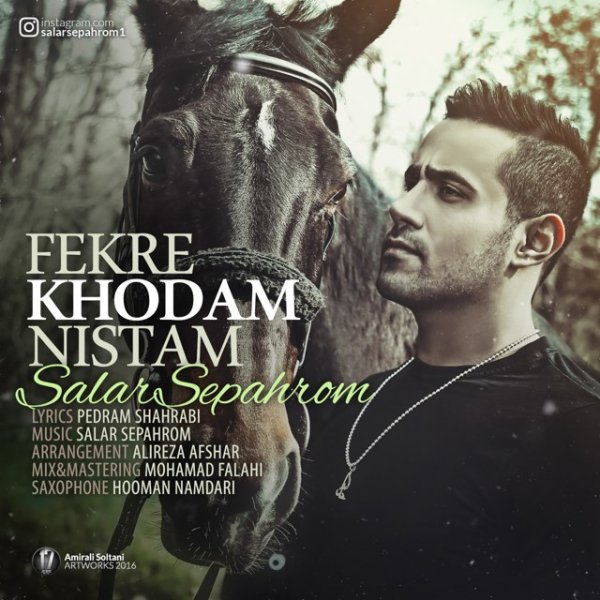 instagram.com
salarsepahrom1
FEKRE
KHODAM
NISTAM
Salar Sepahrom
LYRICS PEDRAM SHAHRABI
MUSIC SALAR SEPAHROM
ARRANGEMENT ALIREZA AFSHAR
MIX&MASTERING MOHAMAD FALAHI
SAXOPHONE HOOMAN NAMDARI
Amirali Soltani
ARTWORKS 2016